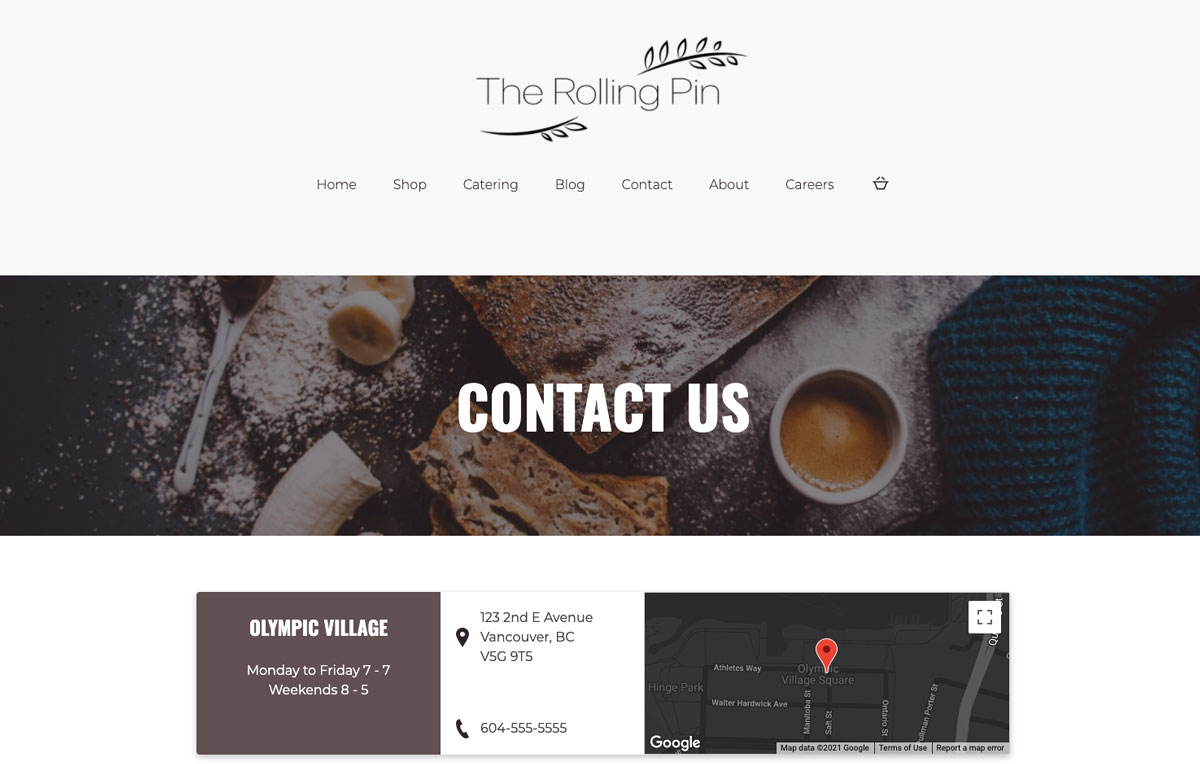 The Rolling Pin
Home Shop Catering Blog Contact About Careers
CONTACT US
OLYMPIC VILLAGE
Monday to Friday 7 - 7
Weekends 8 - 5
123 2nd E Avenue
Vancouver, BC
V5G 9T5
604-555-5555
Athletes Way
Olympic
Village Square
Hinge Park
Walter Hardwick Ave
Manitoba St
Salt St
Ontario St
Google
Map data ©2021 Google
Terms of Use
Report a map error